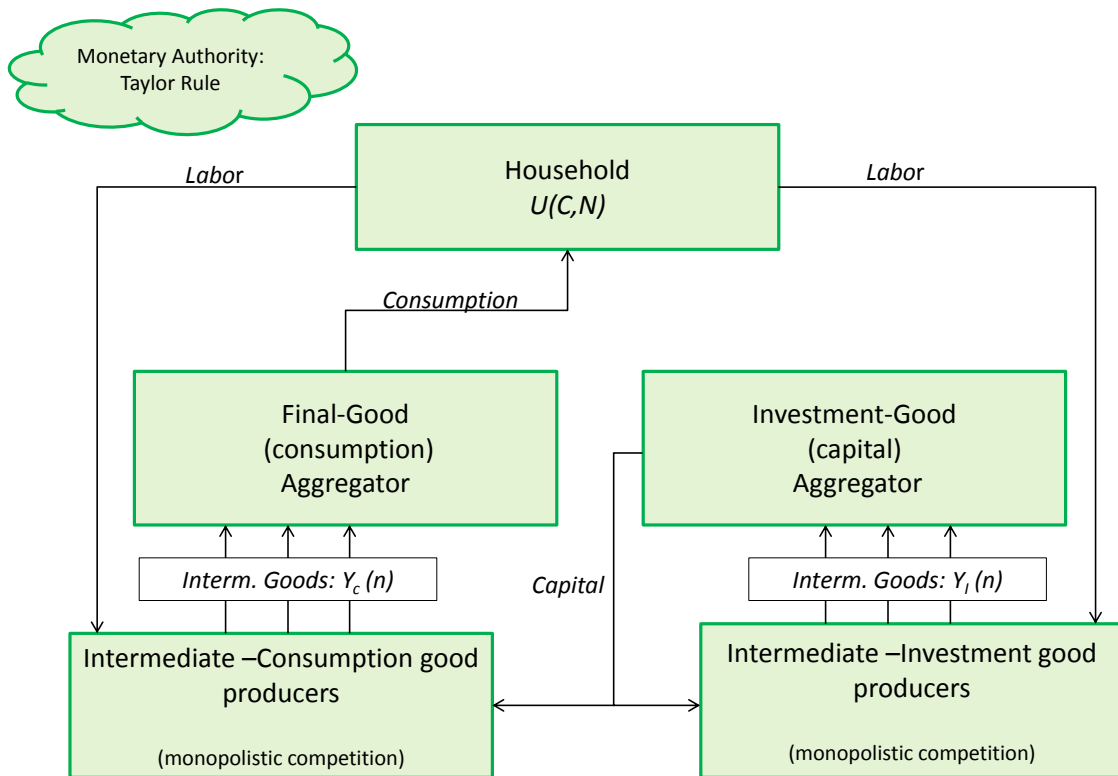 Monetary Authority:
Taylor Rule
Household
U(C,N)
Labor
Labor
Consumption
Final-Good
(consumption)
Aggregator
Investment-Good
(capital)
Aggregator
Interm. Goods: Yc (n)
Capital
Interm. Goods: YI (n)
Intermediate –Consumption good
producers
(monopolistic competition)
Intermediate –Investment good
producers
(monopolistic competition)